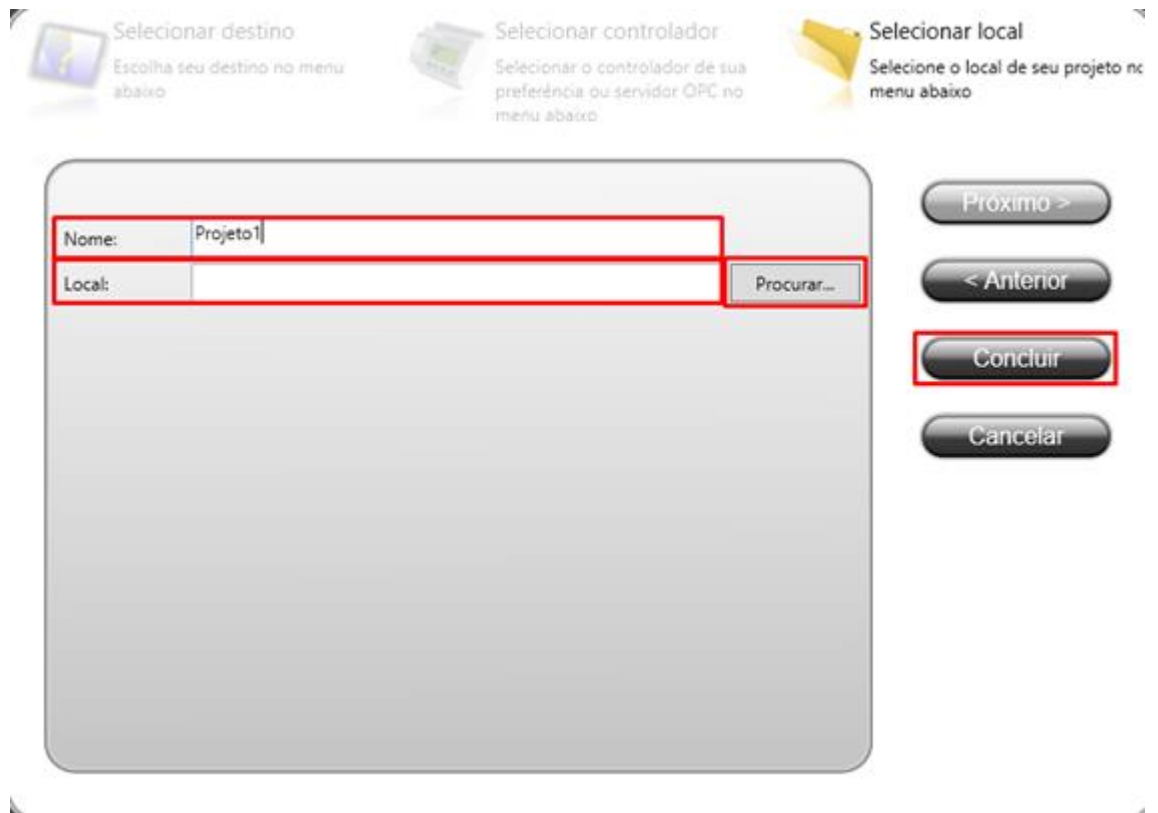 Selecionar destino
Escolha seu destino no menu
abaixo
Selecionar controlador
Selecionar o controlador de sua
preferência ou servidor OPC no
menu abaixo
Selecionar local
Selecione o local de seu projeto no
menu abaixo
Nome: Projeto1
Local: Procurar...
Próximo >
< Anterior
Concluir
Cancelar